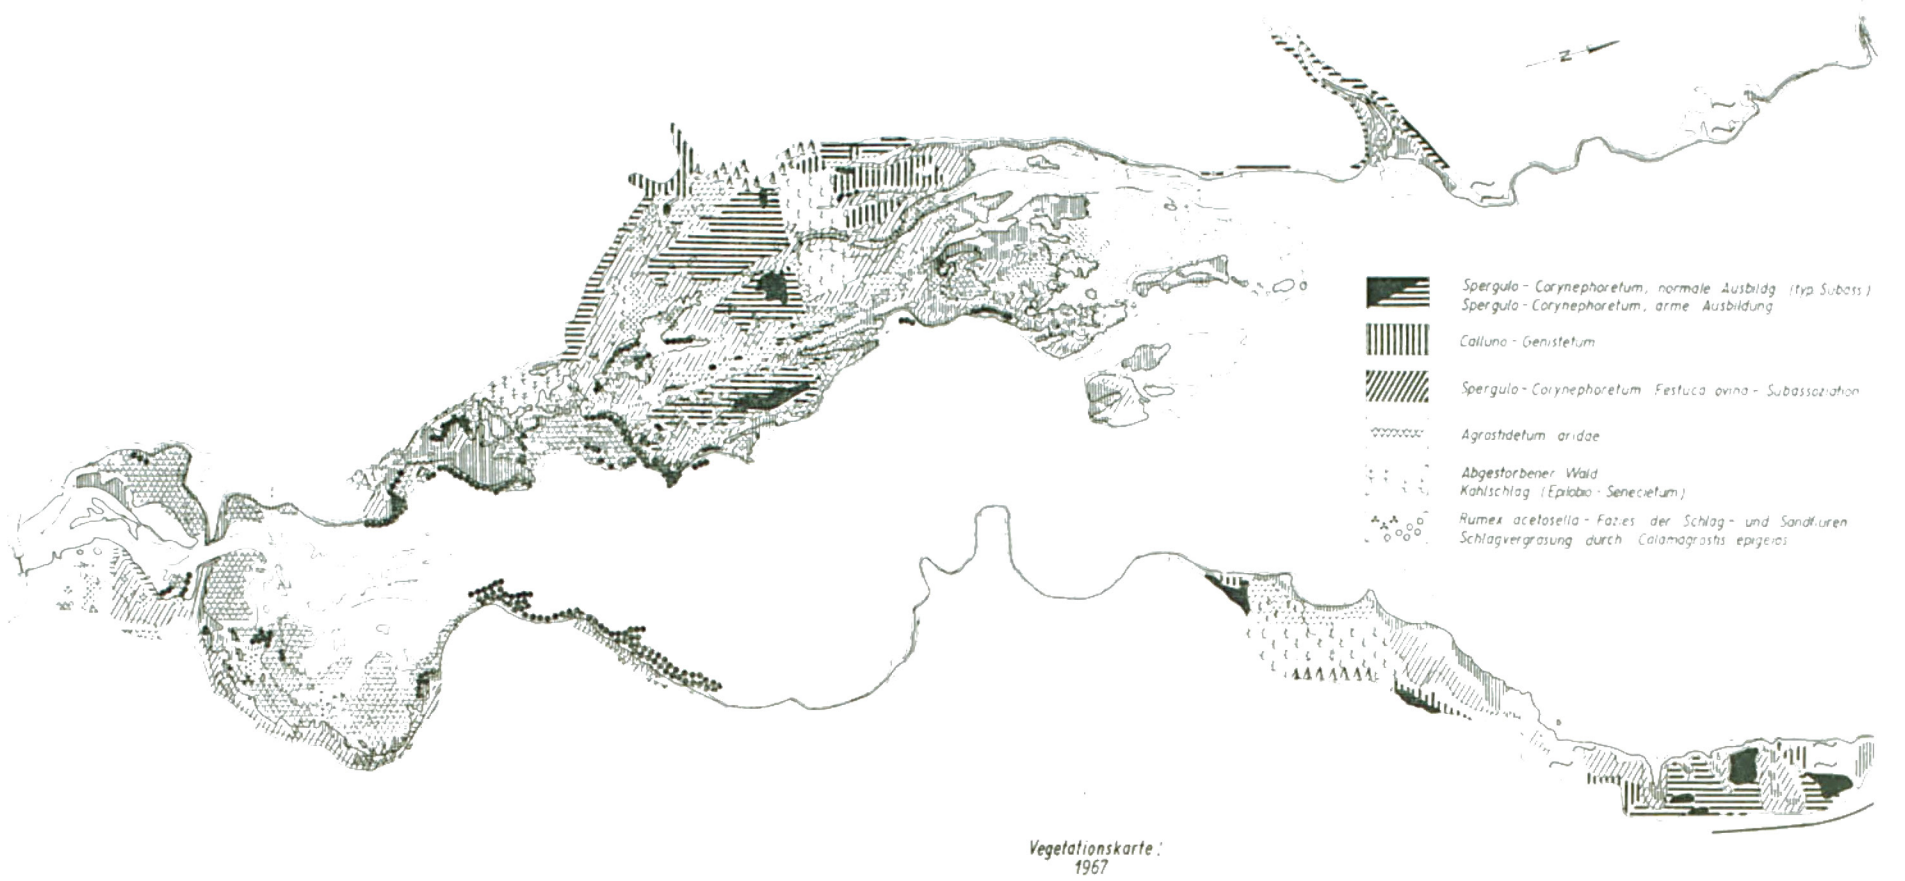 N
Spergulo - Corynephoretum, normale Ausbildg (typ. Subass.)
Spergulo - Corynephoretum, arme Ausbildung
Calluno - Genistetum
Spergulo - Corynephoretum Festuca ovina - Subassoziation
Agrostidetum aridae
Abgestorbener Wald
Kahlschlag (Epilobio - Senecietum)
Rumex acetosella - Fazies der Schlag - und Sandfluren
Schlagvergrasung durch Calamagrostis epigeios
Vegetationskarte:
1967